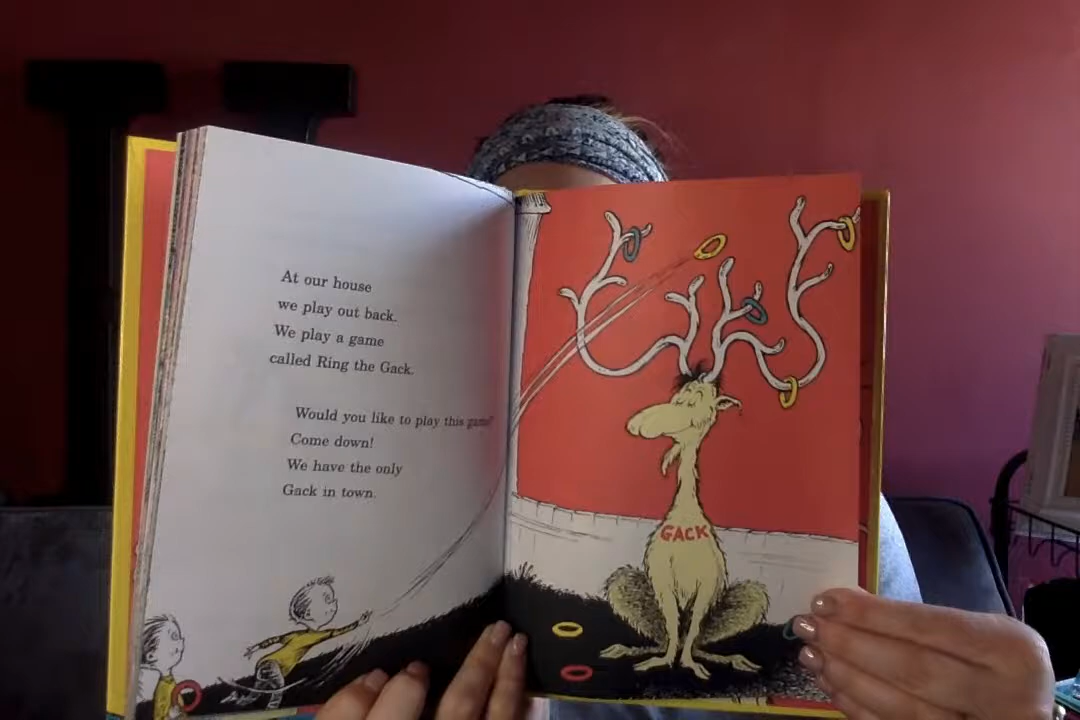 At our house
we play out back.
We play a game
called Ring the Gack.
Would you like to play this game?
Come down!
We have the only
Gack in town.
GACK